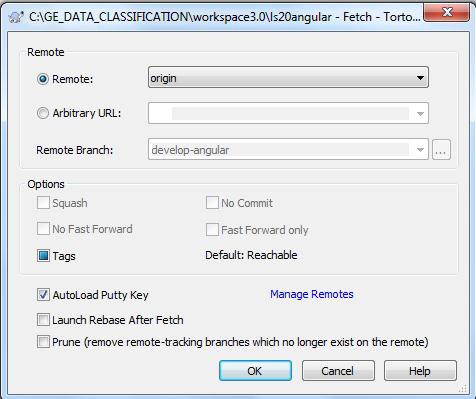 C:\GE_DATA_CLASSIFICATION\workspace3.0\ls20angular - Fetch - Torto...
Remote
Remote: origin
Arbitrary URL:
Remote Branch: develop-angular ...
Options
Squash No Commit
No Fast Forward Fast Forward only
Tags Default: Reachable
AutoLoad Putty Key Manage Remotes
Launch Rebase After Fetch
Prune (remove remote-tracking branches which no longer exist on the remote)
OK Cancel Help